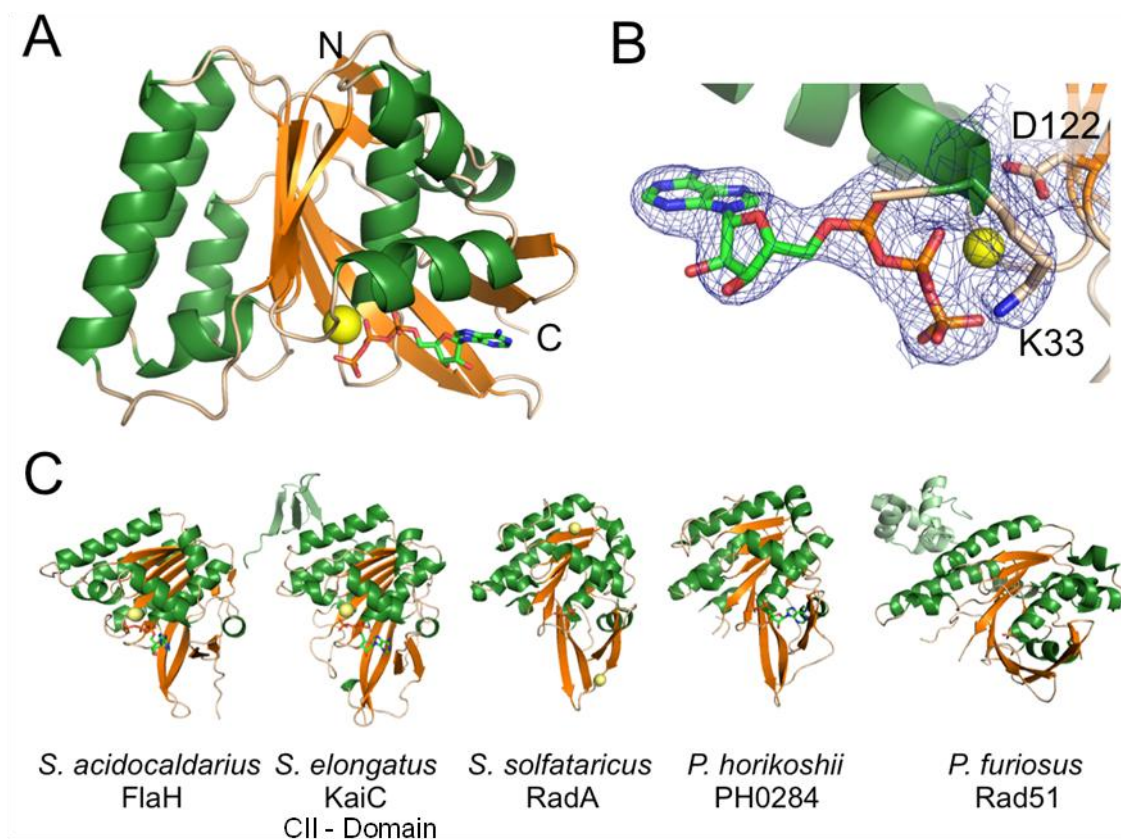 A
N
C
B
D122
K33
C
S. acidocaldarius
FlaH
S. elongatus
KaiC
CII - Domain
S. solfataricus
RadA
P. horikoshii
PH0284
P. furiosus
Rad51